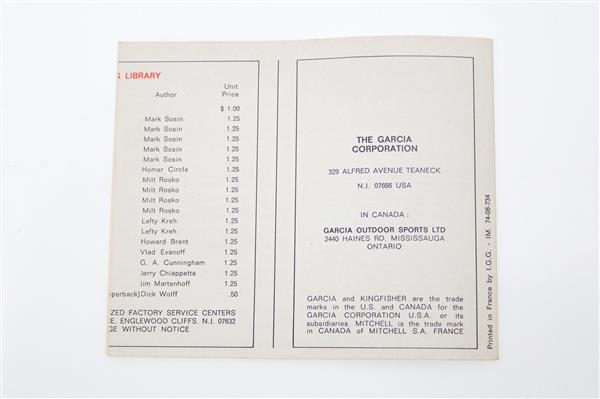 G LIBRARY
Author
Unit
Price
$ 1.00
Mark Sosin 1.25
Mark Sosin 1.25
Mark Sosin 1.25
Mark Sosin 1.25
Mark Sosin 1.25
Homer Circle 1.25
Milt Rosko 1.25
Milt Rosko 1.25
Milt Rosko 1.25
Milt Rosko 1.25
Lefty Kreh 1.25
Lefty Kreh 1.25
Howard Brent 1.25
Vlad Evanoff 1.25
G. A. Cunningham 1.25
Jerry Chiappetta 1.25
Jim Martenhoff 1.25
aperback) Dick Wolff .50
ZED FACTORY SERVICE CENTERS
E, ENGLEWOOD CLIFFS. N.J. 07632
GE WITHOUT NOTICE
THE GARCIA
CORPORATION
329 ALFRED AVENUE TEANECK
N.J. 07666 USA
IN CANADA :
GARCIA OUTDOOR SPORTS LTD
2440 HAINES RD. MISSISSAUGA
ONTARIO
GARCIA and KINGFISHER are the trade
marks in the U.S. and CANADA for the
GARCIA CORPORATION U.S.A. or its
subsidiaries. MITCHELL is the trade mark
in CANADA of MITCHELL S.A. FRANCE
Printed in France by I.G.G. - IM. 74-08-734